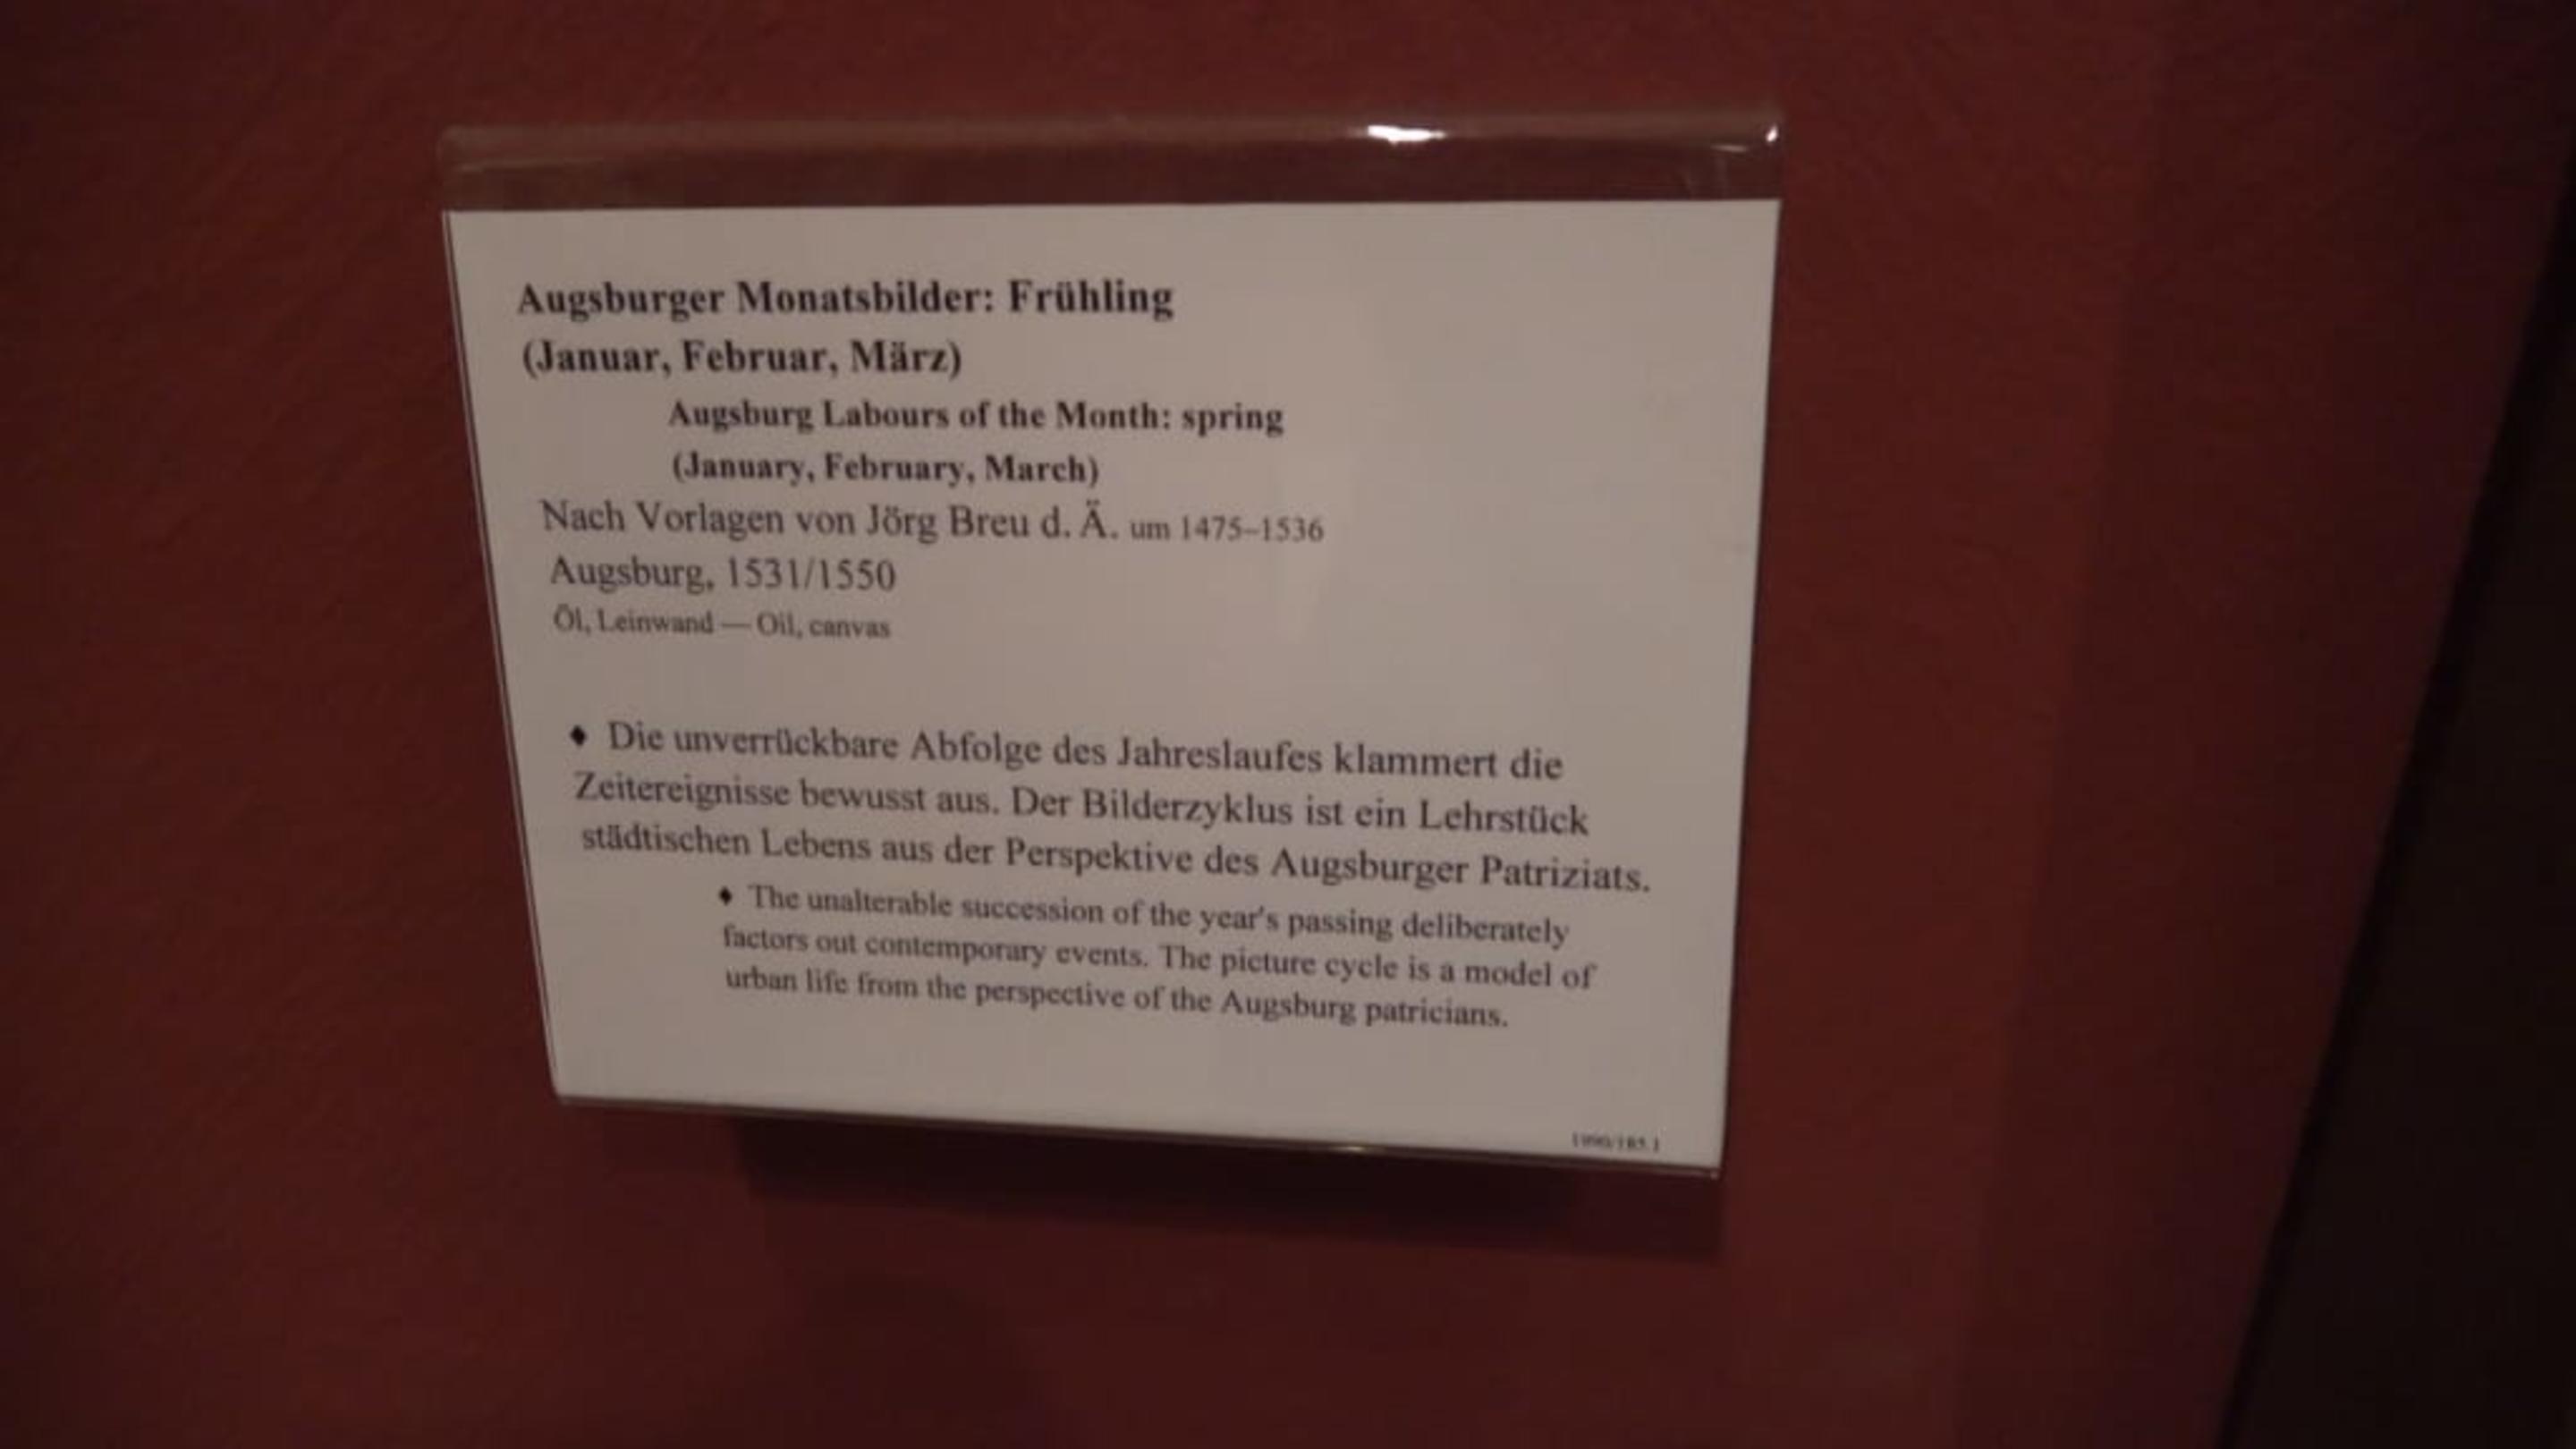 Augsburger Monatsbilder: Frühling
(Januar, Februar, März)
Augsburg Labours of the Month: spring
(January, February, March)
Nach Vorlagen von Jörg Breu d. Ä. um 1475–1536
Augsburg, 1531/1550
Öl, Leinwand — Oil, canvas
♦ Die unverrückbare Abfolge des Jahreslaufes klammert die
Zeitereignisse bewusst aus. Der Bilderzyklus ist ein Lehrstück
städtischen Lebens aus der Perspektive des Augsburger Patriziats.
♦ The unalterable succession of the year's passing deliberately
factors out contemporary events. The picture cycle is a model of
urban life from the perspective of the Augsburg patricians.